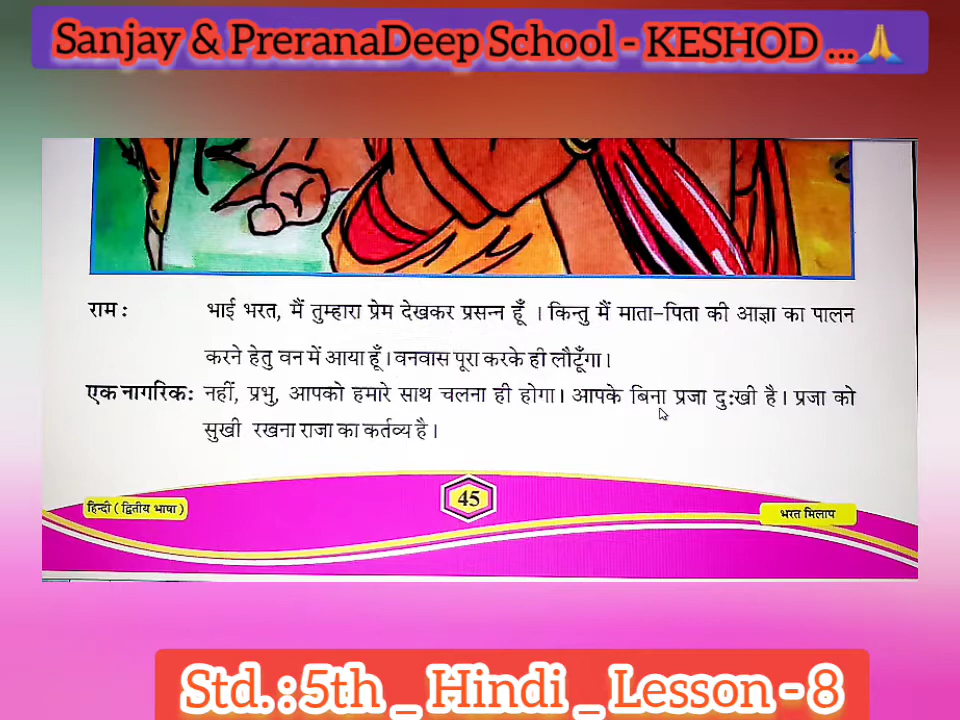 Sanjay & PreranaDeep School - KESHOD ...🙏
राम : भाई भरत, मैं तुम्हारा प्रेम देखकर प्रसन्न हूँ । किन्तु मैं माता-पिता की आज्ञा का पालन
करने हेतु वन में आया हूँ । वनवास पूरा करके ही लौटूँगा ।
एक नागरिक : नहीं, प्रभु, आपको हमारे साथ चलना ही होगा । आपके बिना प्रजा दुःखी है । प्रजा को
सुखी रखना राजा का कर्तव्य है ।
हिन्दी ( द्वितीय भाषा )
45
भरत मिलाप
Std. : 5th _ Hindi _ Lesson - 8